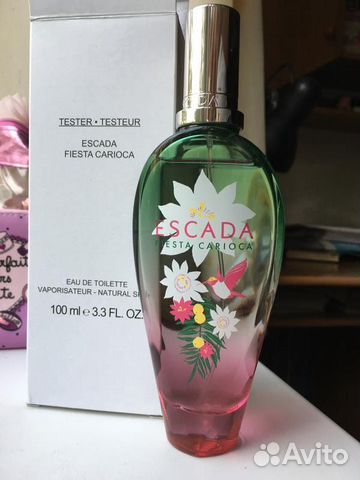 TESTER • TESTEUR
ESCADA
FIESTA CARIOCA
EAU DE TOILETTE
VAPORISATEUR - NATURAL
100 ml e 3.3 FL. OZ.
ESCADA
FIESTA CARIOCA
Avito